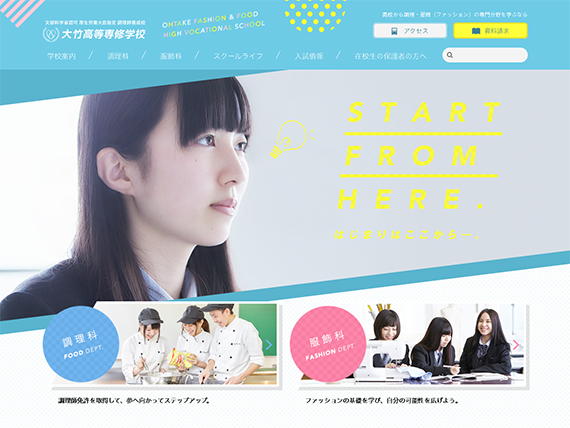 文部科学省認可 厚生労働大臣指定 調理師養成校
大竹高等専修学校
OHTAKE FASHION & FOOD
HIGH VOCATIONAL SCHOOL
高校から調理・服飾(ファッション)の専門分野を学ぶなら
アクセス
資料請求
学校案内 / 調理科 / 服飾科 / スクールライフ / 入試情報 / 在校生の保護者の方へ
START
FROM
HERE.
はじまりはここから―。
調理科
FOOD DEPT.
服飾科
FASHION DEPT.
調理師免許を取得して、夢へ向かってステップアップ。
ファッションの基礎を学び、自分の可能性を広げよう。